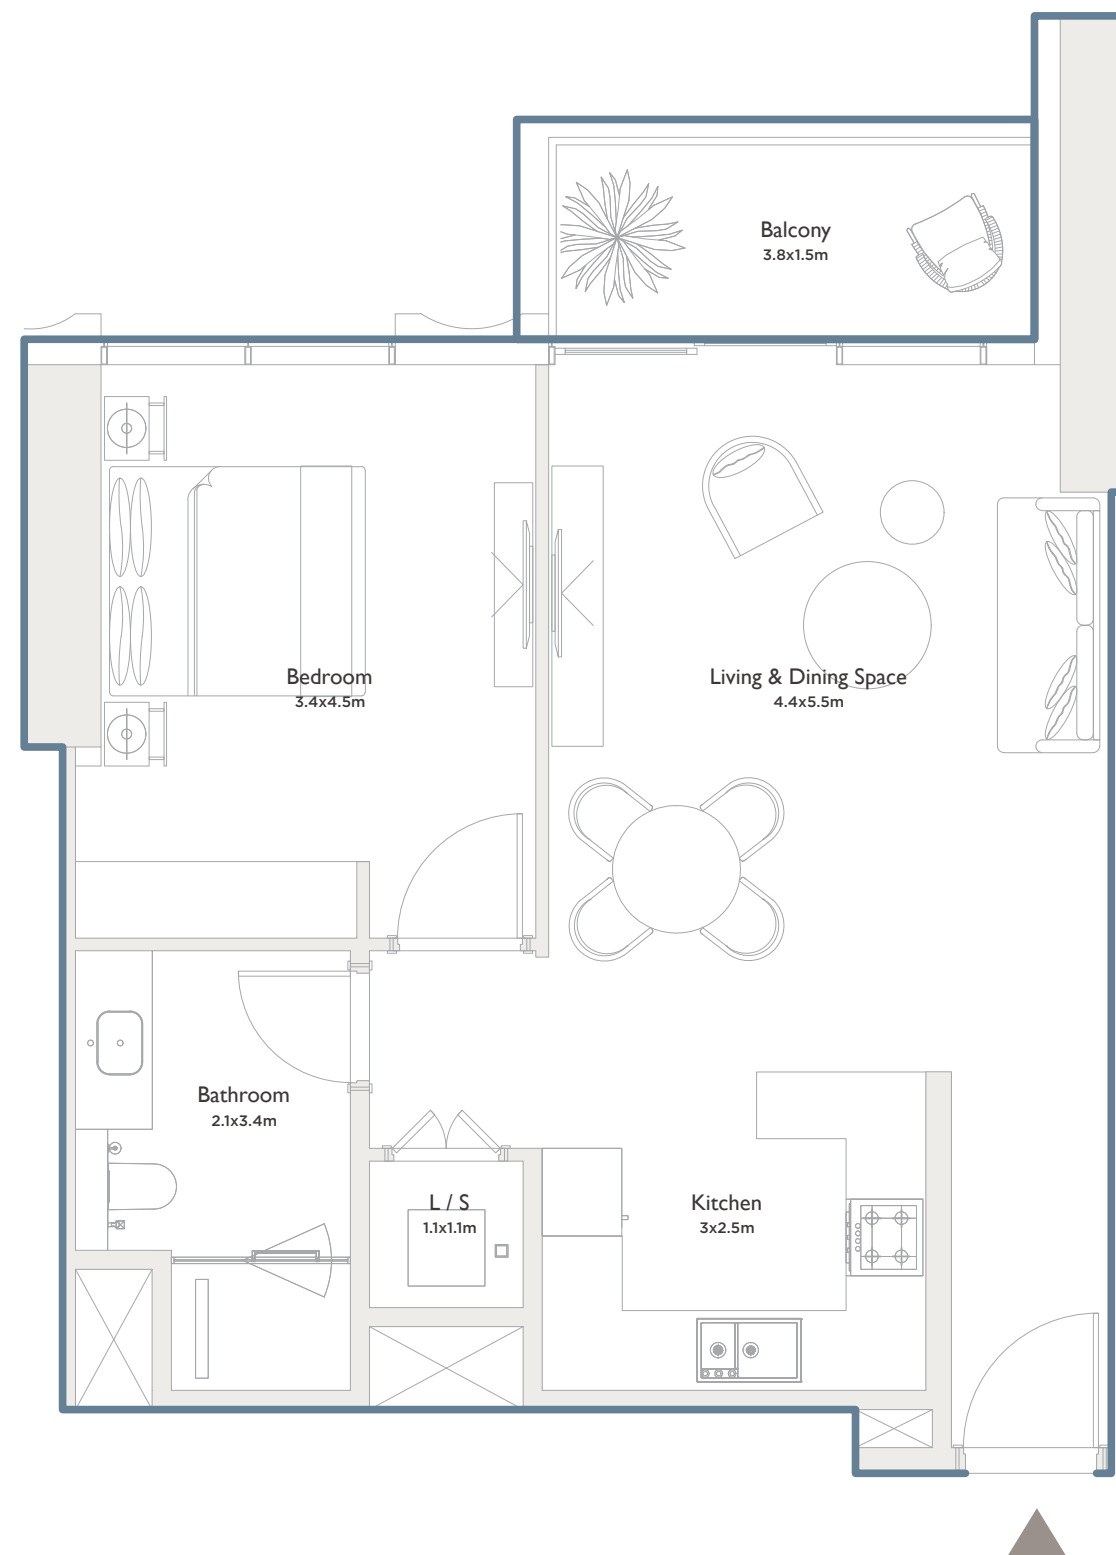 Balcony
3.8x1.5m
Bedroom
3.4x4.5m
Living & Dining Space
4.4x5.5m
Bathroom
2.1x3.4m
L / S
1.1x1.1m
Kitchen
3x2.5m